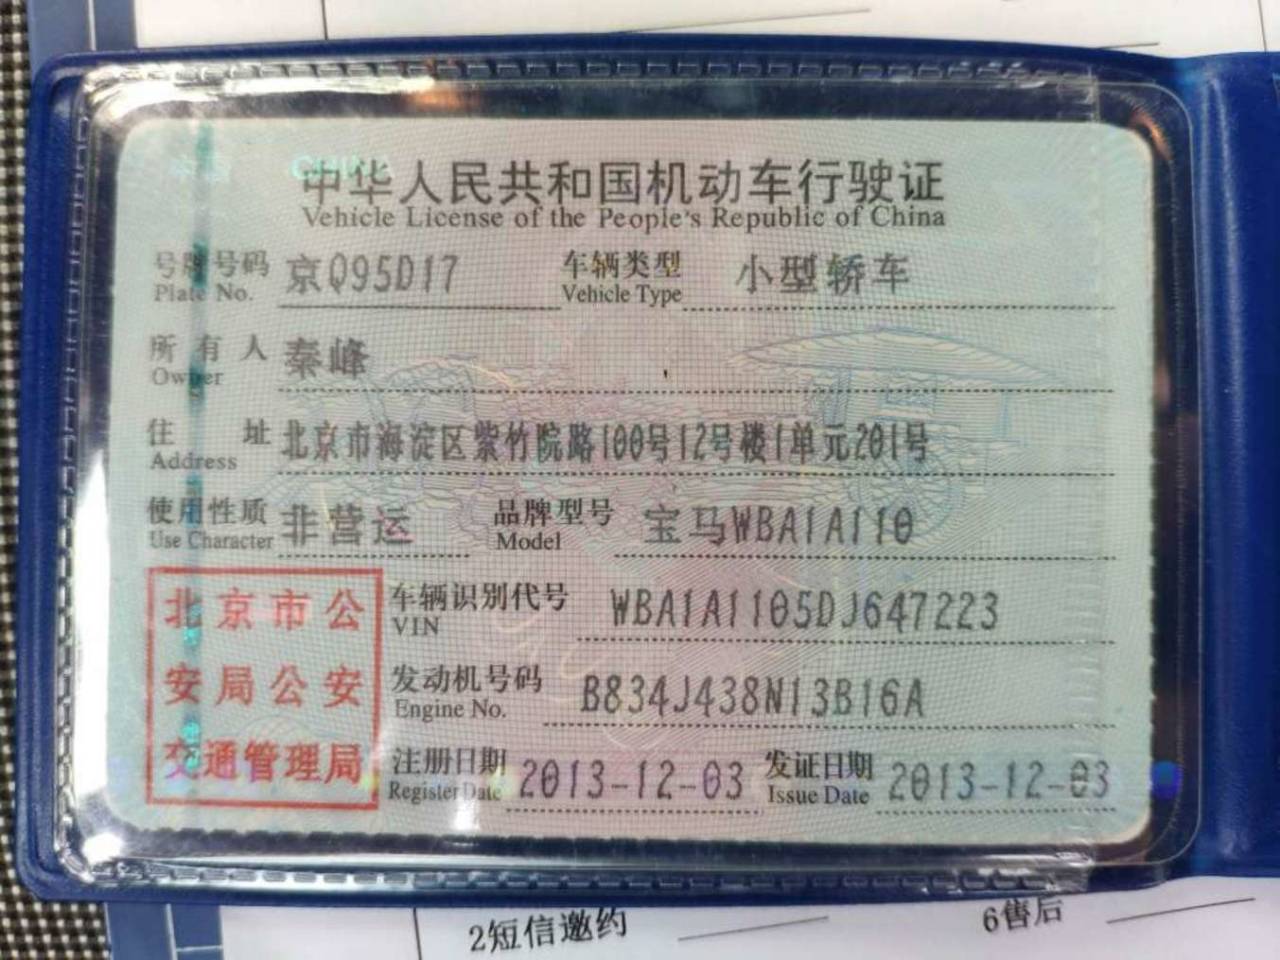 中华人民共和国机动车行驶证
Vehicle License of the People's Republic of China
号牌号码 京Q95D17 车辆类型 小型轿车
Plate No. Vehicle Type
所有人 秦峰
Owner
住址 北京市海淀区紫竹院路100号12号楼1单元201号
Address
使用性质 非营运 品牌型号 宝马WBA1A110
Use Character Model
北京市公
安局公安
交通管理局
车辆识别代号 WBA1A1105DJ647223
VIN
发动机号码 B834J438N13B16A
Engine No.
注册日期 2013-12-03 发证日期 2013-12-03
Register Date Issue Date
2短信邀约 6售后